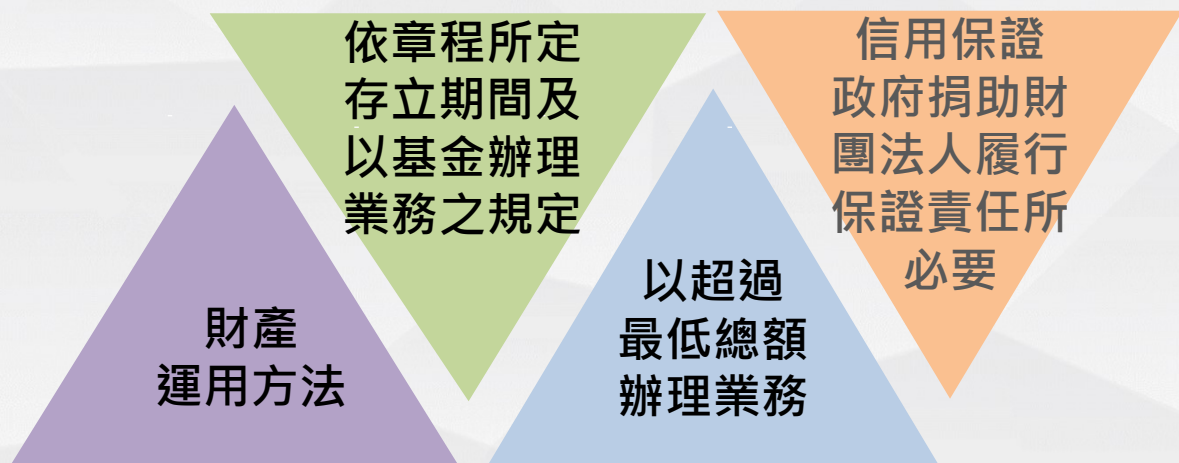 財產
運用方法
依章程所定
存立期間及
以基金辦理
業務之規定
以超過
最低總額
辦理業務
信用保證
政府捐助財
團法人履行
保證責任所
必要